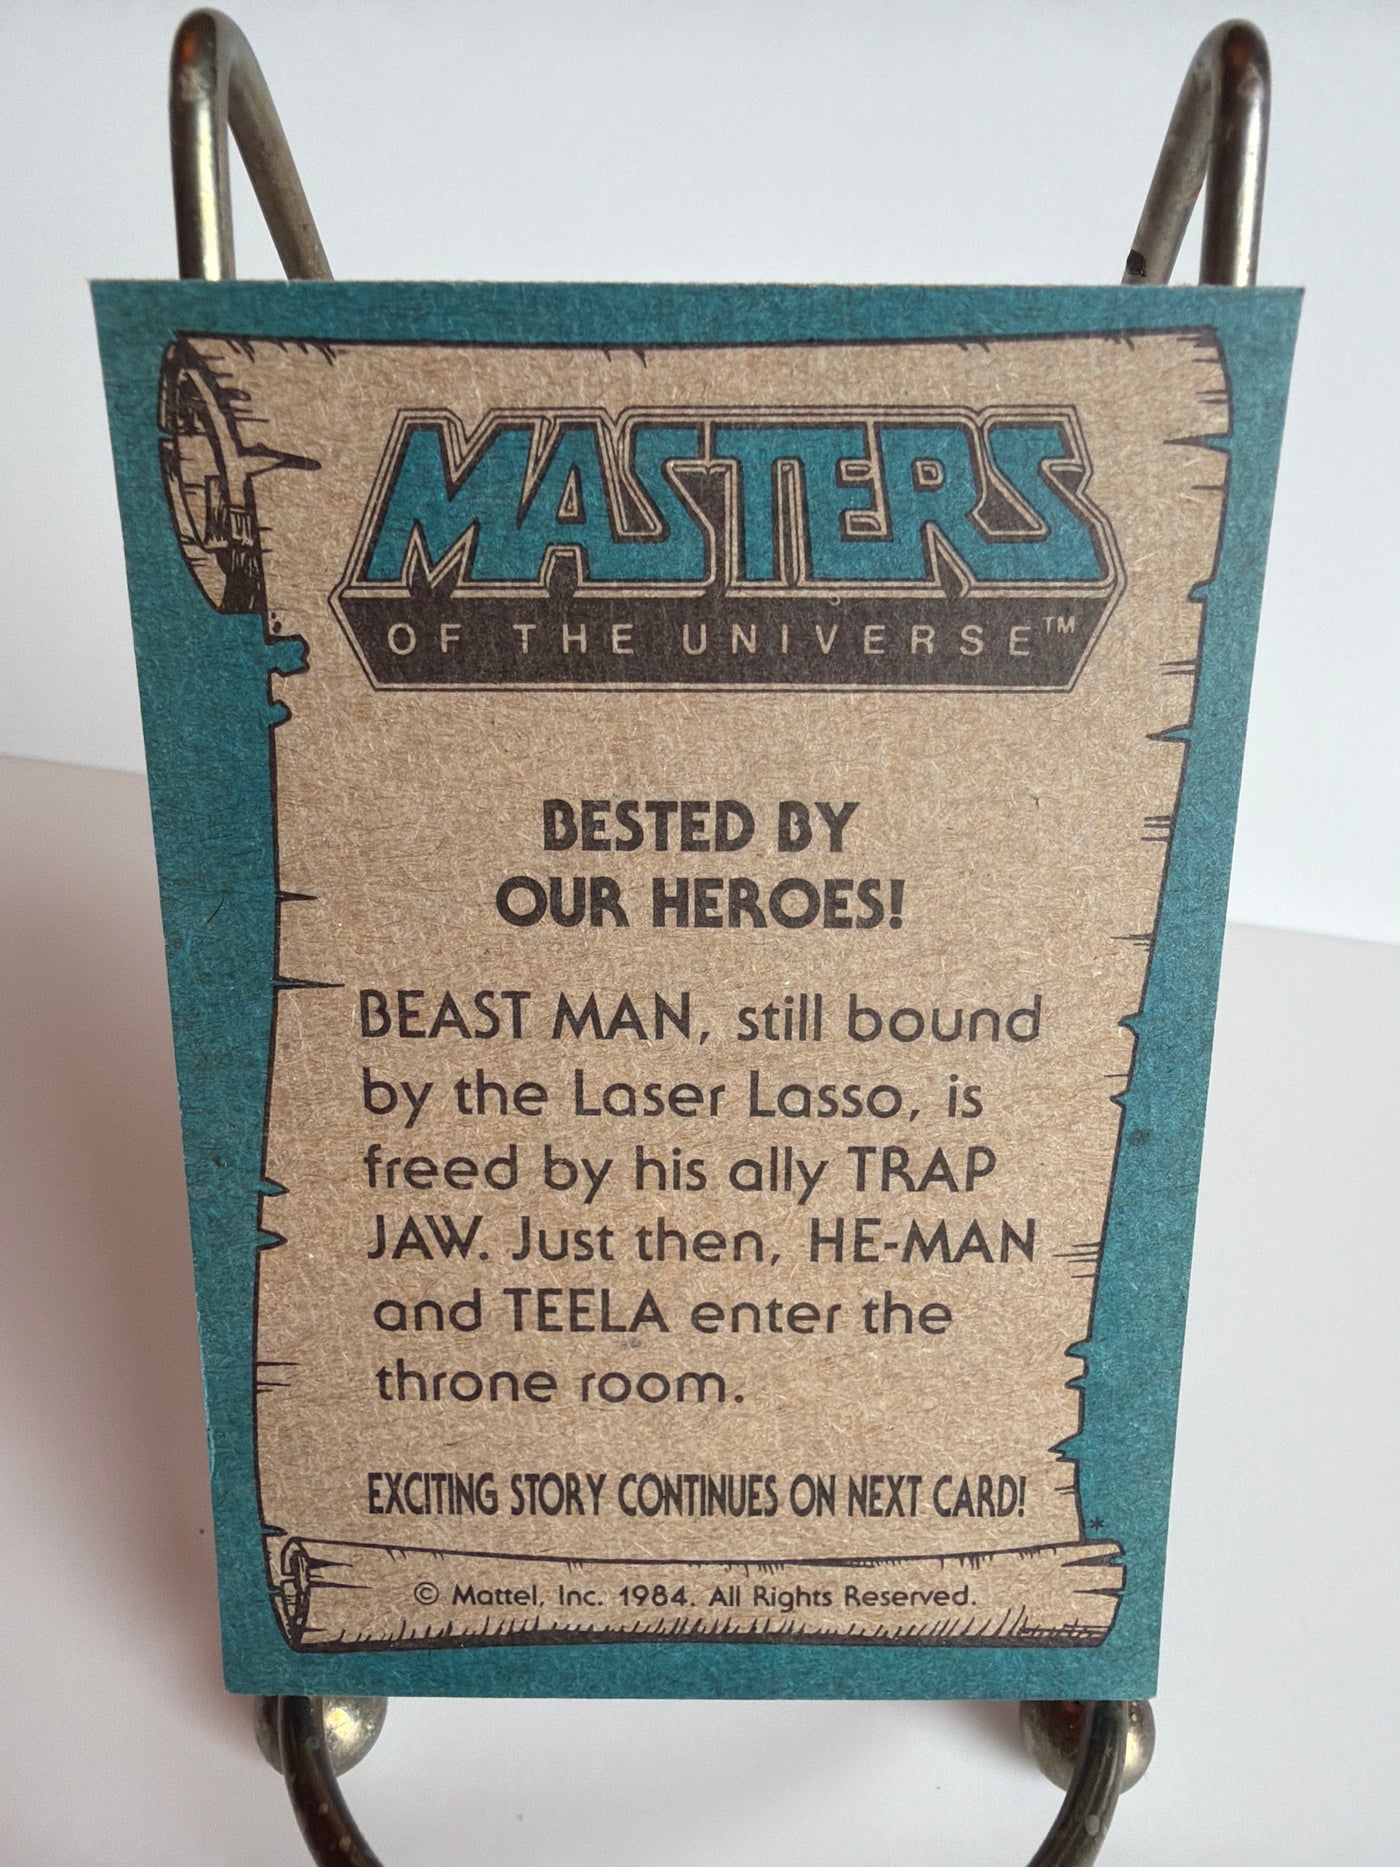 MASTERS
OF THE UNIVERSE™
BESTED BY
OUR HEROES!
BEAST MAN, still bound
by the Laser Lasso, is
freed by his ally TRAP
JAW. Just then, HE-MAN
and TEELA enter the
throne room.
EXCITING STORY CONTINUES ON NEXT CARD!
*
© Mattel, Inc. 1984. All Rights Reserved.